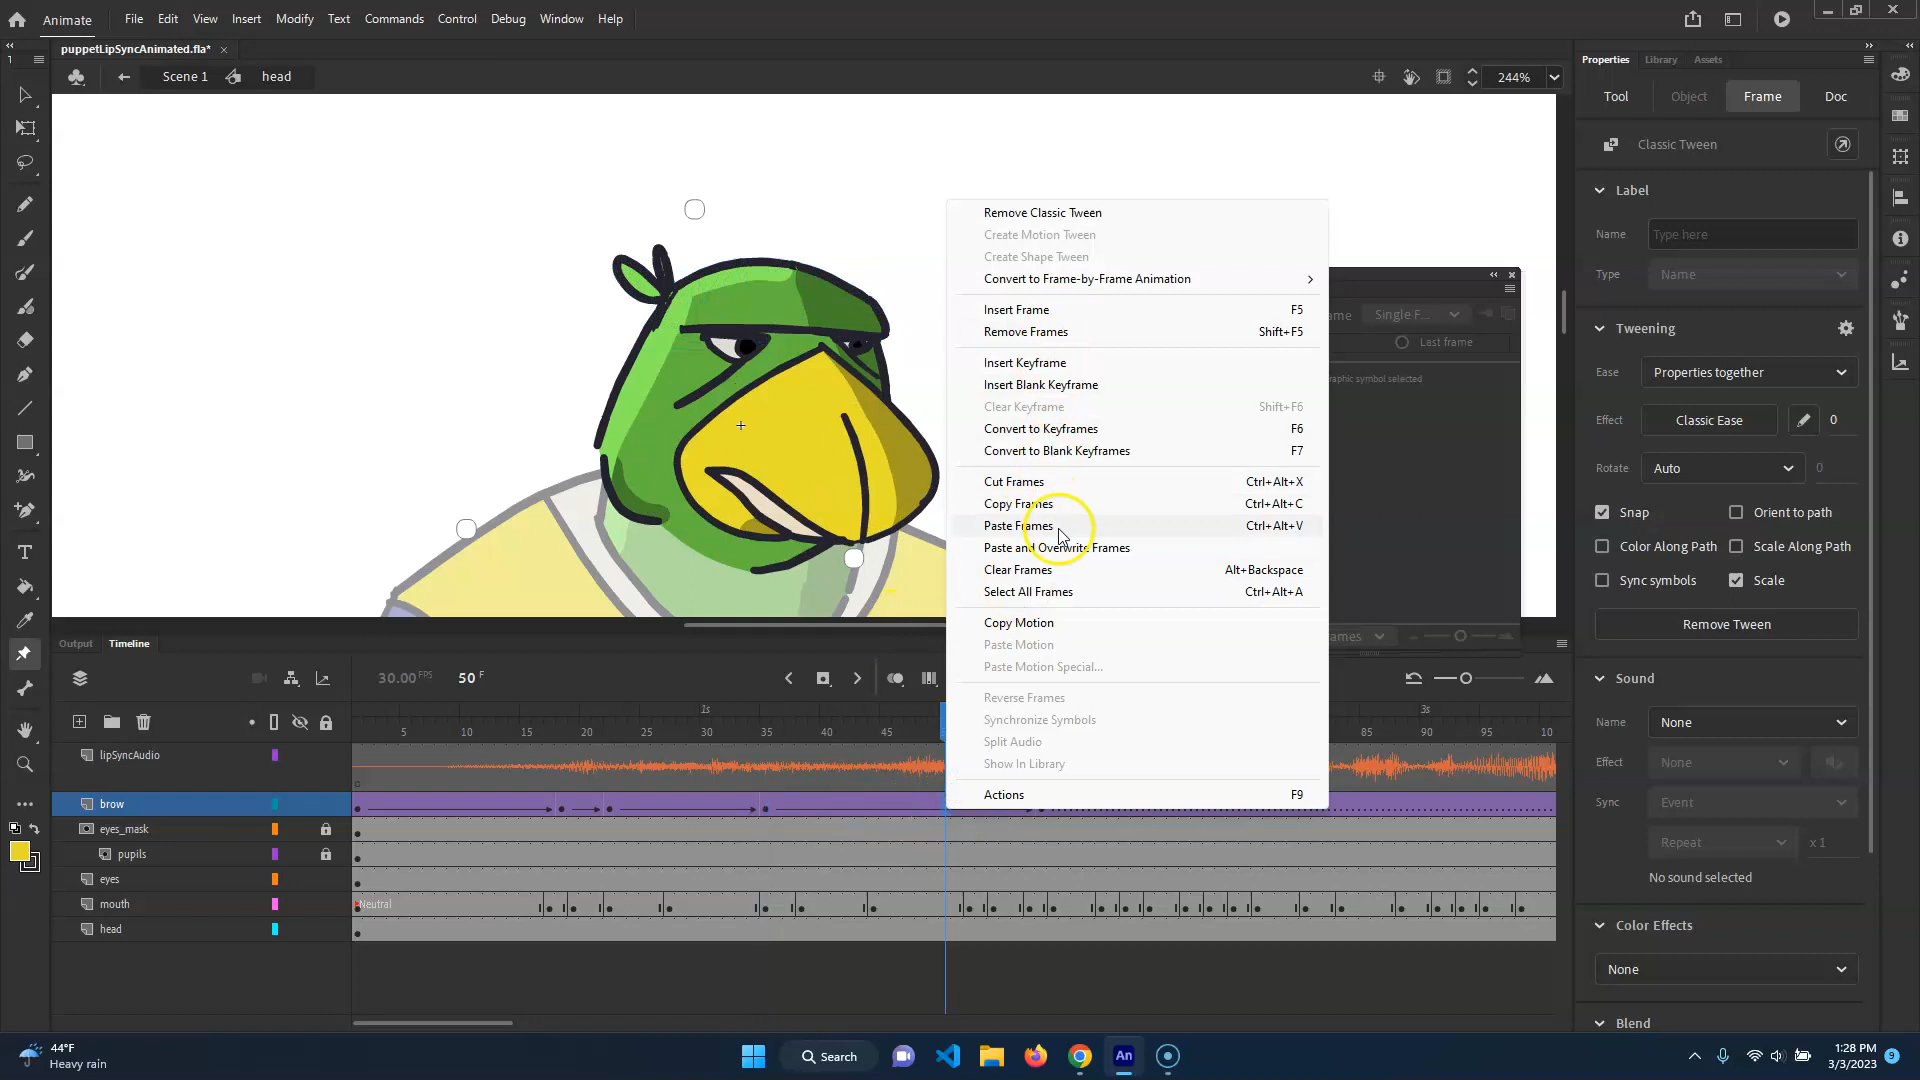 Animate File Edit View Insert Modify Text Commands Control Debug Window Help
puppetLipSyncAnimated.fla* ×
Scene 1 head 244%
1
Properties Library Assets
Tool Object Frame Doc
Classic Tween
Label
Name Type here
Type Name
Tweening
Ease Properties together
Effect Classic Ease 0
Rotate Auto 0
Snap Orient to path
Color Along Path Scale Along Path
Sync symbols Scale
Remove Tween
Sound
Name None
Effect None
Sync Event
Repeat x 1
No sound selected
Color Effects
None
Blend
Remove Classic Tween
Create Motion Tween
Create Shape Tween
Convert to Frame-by-Frame Animation
Insert Frame F5
Remove Frames Shift+F5
Insert Keyframe
Insert Blank Keyframe
Clear Keyframe Shift+F6
Convert to Keyframes F6
Convert to Blank Keyframes F7
Cut Frames Ctrl+Alt+X
Copy Frames Ctrl+Alt+C
Paste Frames Ctrl+Alt+V
Paste and Overwrite Frames
Clear Frames Alt+Backspace
Select All Frames Ctrl+Alt+A
Copy Motion
Paste Motion
Paste Motion Special...
Reverse Frames
Synchronize Symbols
Split Audio
Show In Library
Actions F9
me Single F...
Last frame
raphic symbol selected
ames
Output Timeline
30.00 FPS 50 F
1s 3s
5 10 15 20 25 30 35 40 45 85 90 95 10
lipSyncAudio
brow
eyes_mask
pupils
eyes
mouth Neutral
head
44°F
Heavy rain
Search
An
1:28 PM
3/3/2023
9